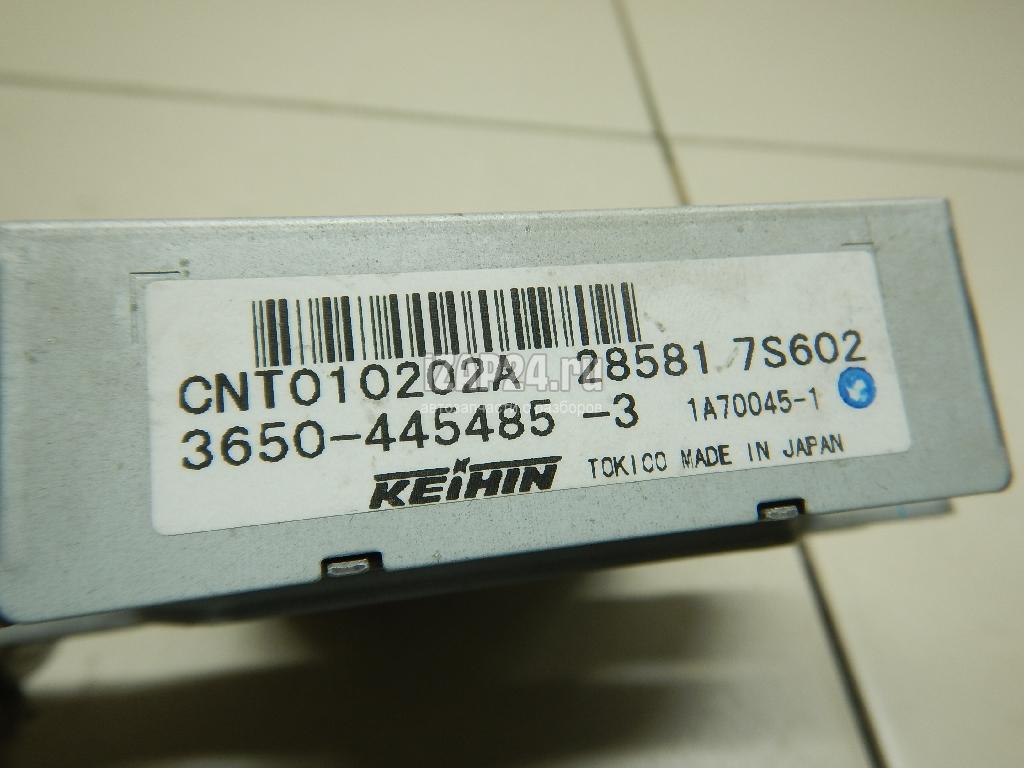 CNT010202A 28581 7S602
3650-445485 -3 1A70045-1
KEIHIN TOKICO MADE IN JAPAN